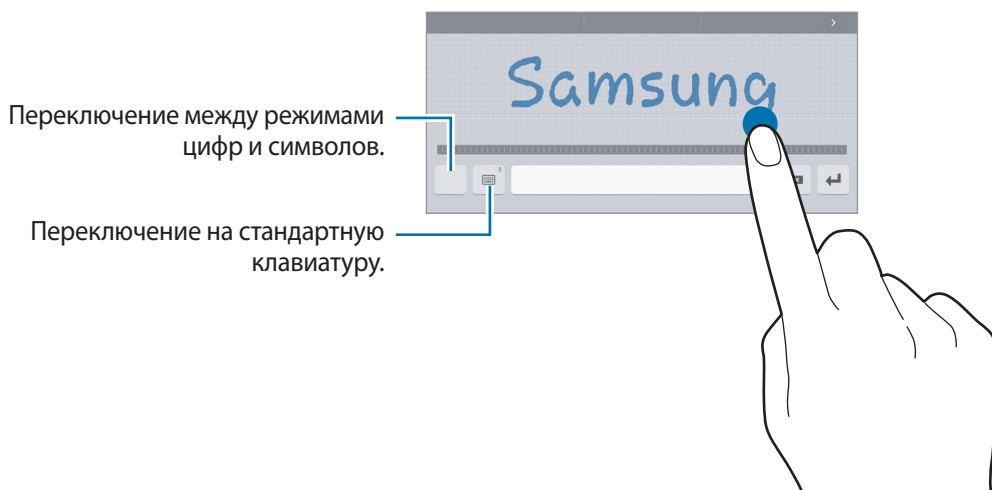 Samsung
Переключение между режимами
цифр и символов.
Переключение на стандартную
клавиатуру.